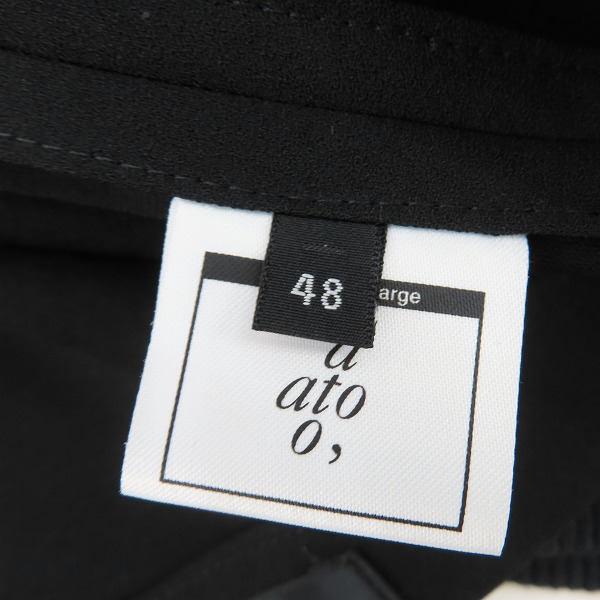 48
arge
ato
o,